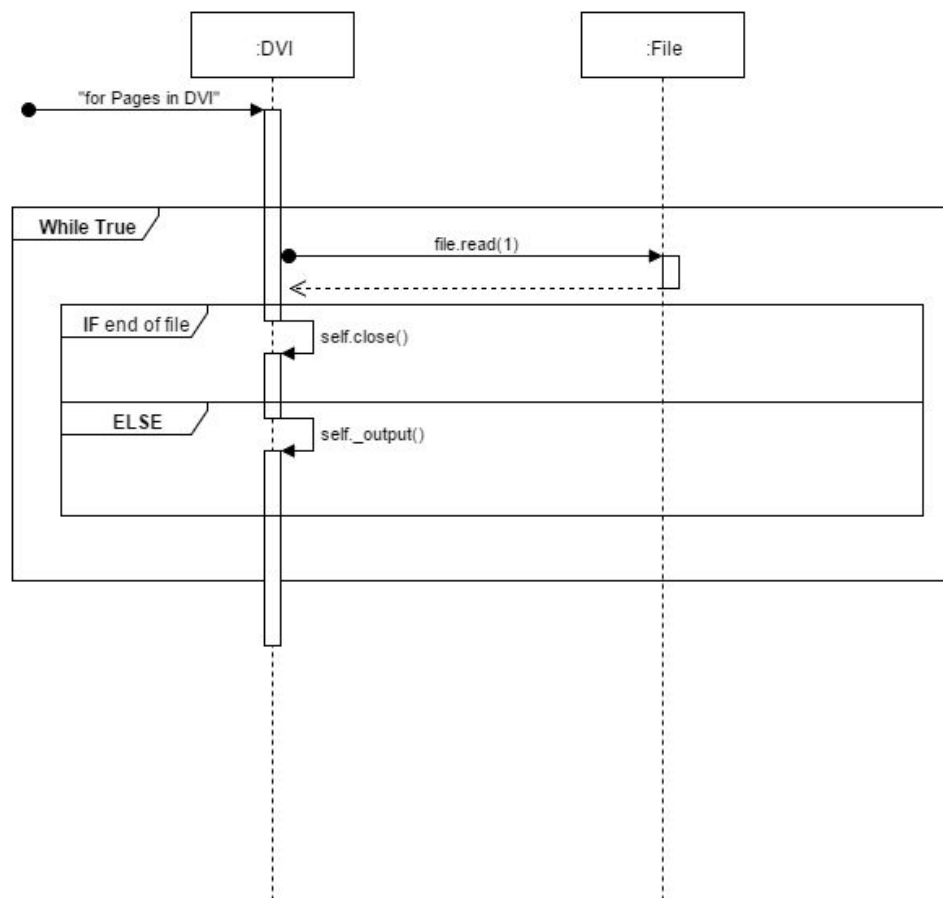 :DVI
:File
"for Pages in DVI"
While True
file.read(1)
IF end of file
self.close()
ELSE
self._output()